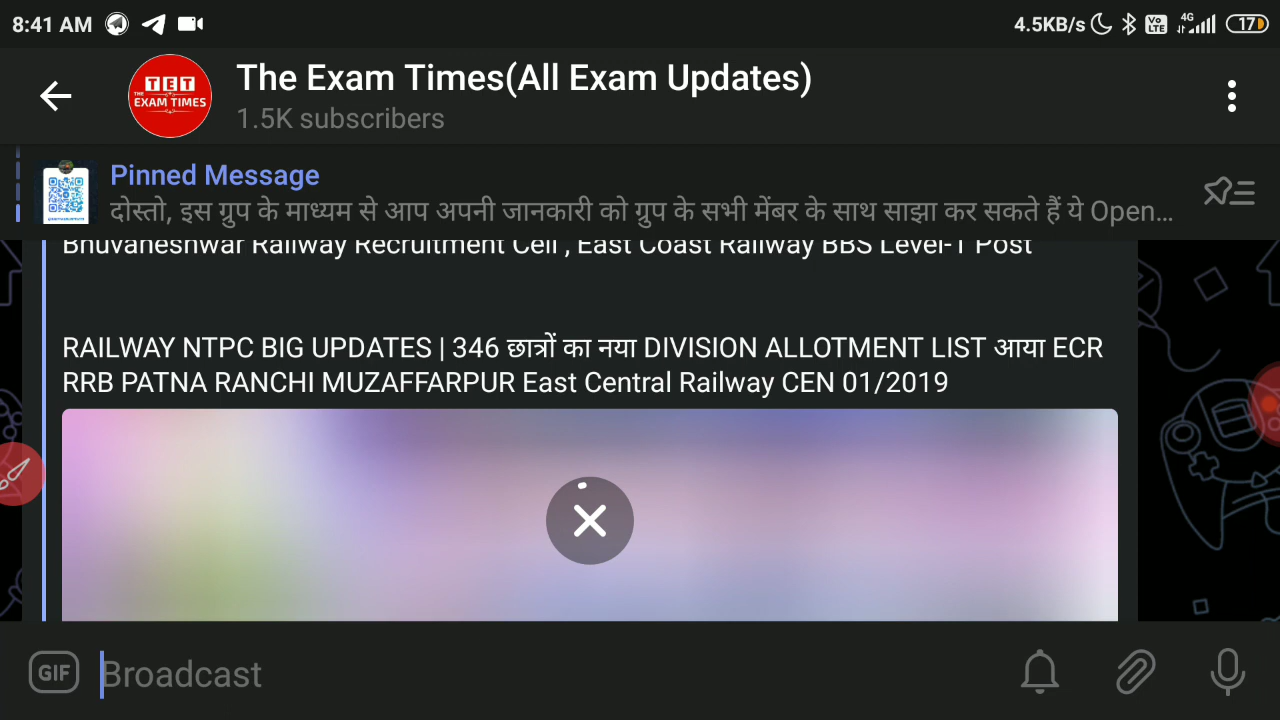 8:41 AM
4.5KB/s Vo LTE 4G 17
TET
THE
EXAM TIMES
The Exam Times(All Exam Updates)
1.5K subscribers
Pinned Message
दोस्तो, इस ग्रुप के माध्यम से आप अपनी जानकारी को ग्रुप के सभी मेंबर के साथ साझा कर सकते हैं ये Open...
Bhuvaneshwar Railway Recruitment Cell , East Coast Railway BBS Level-1 Post
RAILWAY NTPC BIG UPDATES | 346 छात्रों का नया DIVISION ALLOTMENT LIST आया ECR
RRB PATNA RANCHI MUZAFFARPUR East Central Railway CEN 01/2019
GIF Broadcast